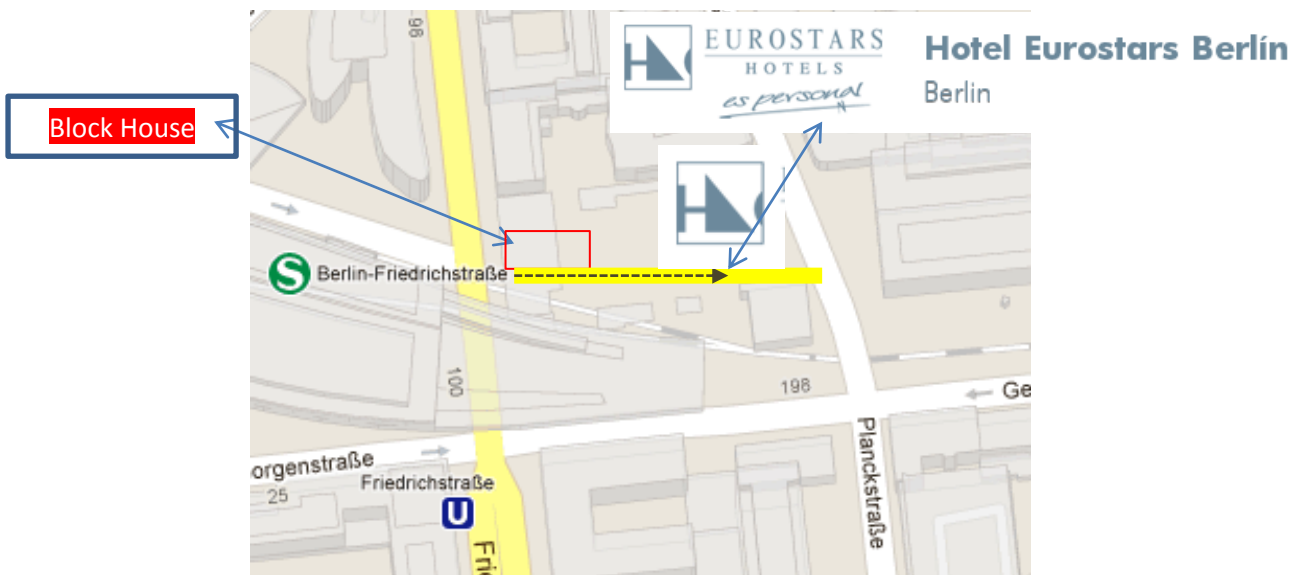 98
EUROSTARS
HOTELS
es personal
Hotel Eurostars Berlín
Berlin
Block House
S
Berlin-Friedrichstraße
100
198
Ge
orgenstraße
25
Friedrichstraße
U
Frie
Planckstraße